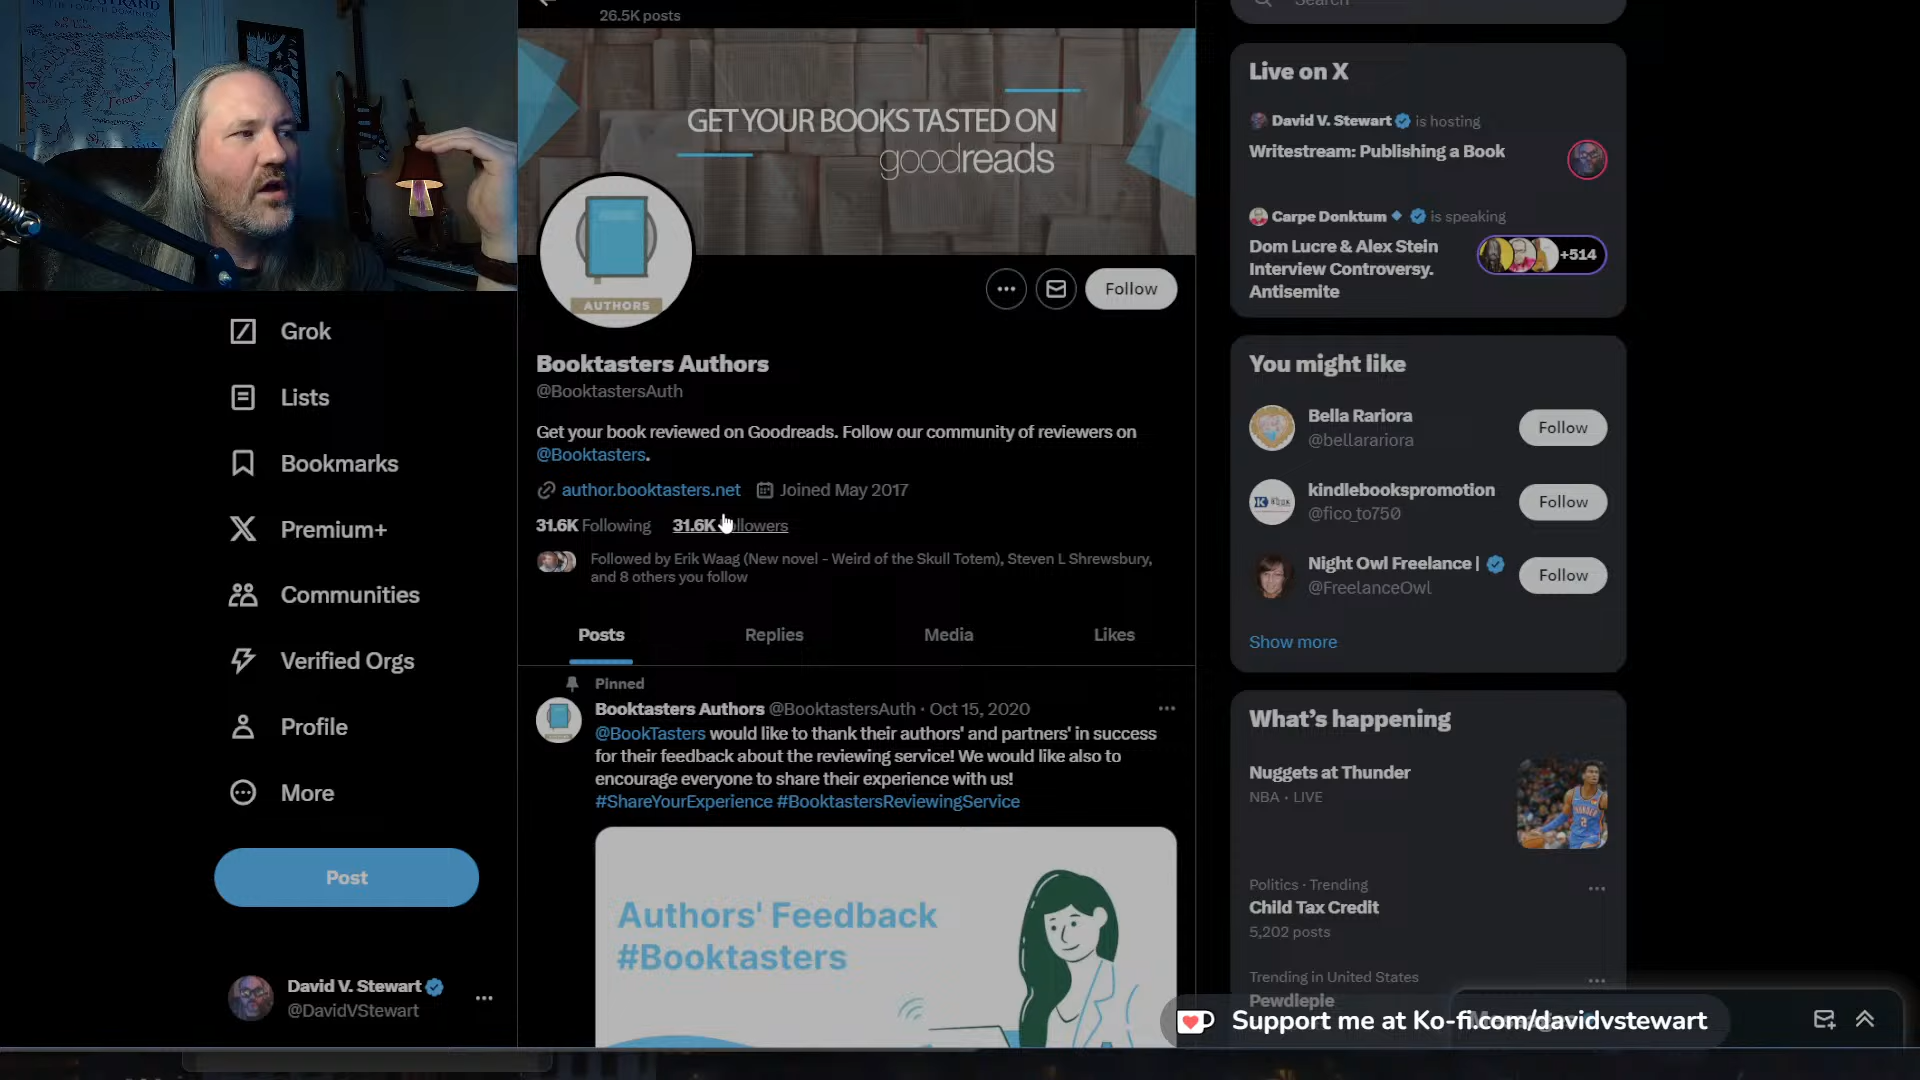 26.5K posts
GET YOUR BOOKS TASTED ON
goodreads
AUTHORS
Follow
Booktasters Authors
@BooktastersAuth
Get your book reviewed on Goodreads. Follow our community of reviewers on
@Booktasters.
author.booktasters.net Joined May 2017
31.6K Following 31.6K
Followed by Erik Waag (New novel - Weird of the Skull Totem), Steven L Shrewsbury,
and 8 others you follow
Posts Replies Media Likes
Pinned
Booktasters Authors @BooktastersAuth · Oct 15, 2020
@BookTasters would like to thank their authors' and partners' in success
for their feedback about the reviewing service! We would like also to
encourage everyone to share their experience with us!
#ShareYourExperience #BooktastersReviewingService
Authors' Feedback
#Booktasters
Grok
Lists
Bookmarks
Premium+
Communities
Verified Orgs
Profile
More
Post
David V. Stewart
@DavidVStewart
Search
Live on X
David V. Stewart is hosting
Writestream: Publishing a Book
Carpe Donktum is speaking
Dom Lucre & Alex Stein
Interview Controversy.
Antisemite
+514
You might like
Bella Rariora
@bellarariora
Follow
kindlebookspromotion
@fico_to750
Follow
Night Owl Freelance |
@FreelanceOwl
Follow
Show more
What's happening
Nuggets at Thunder
NBA · LIVE
Politics · Trending
Child Tax Credit
5,202 posts
Trending in United States
Pewdiepie
Support me at Ko-fi.com/davidvstewart